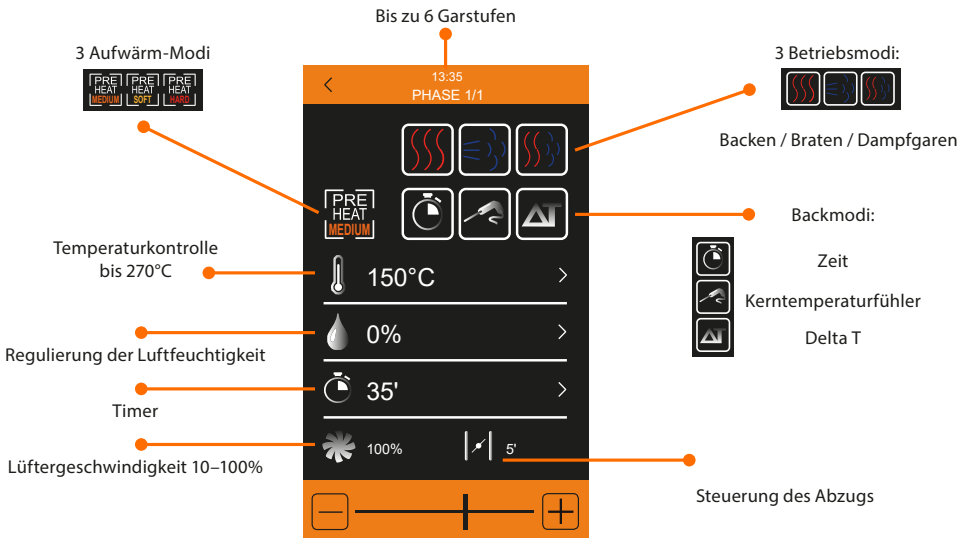 Bis zu 6 Garstufen
3 Aufwärm-Modi
PRE HEAT MEDIUM
PRE HEAT SOFT
PRE HEAT HARD
13:35
PHASE 1/1
3 Betriebsmodi:
Backen / Braten / Dampfgaren
PRE
HEAT
MEDIUM
ΔT
Backmodi:
Zeit
Kerntemperaturfühler
ΔT
Delta T
Temperaturkontrolle
bis 270°C
150°C
0%
Regulierung der Luftfeuchtigkeit
35'
Timer
100%
5'
Lüftergeschwindigkeit 10–100%
Steuerung des Abzugs